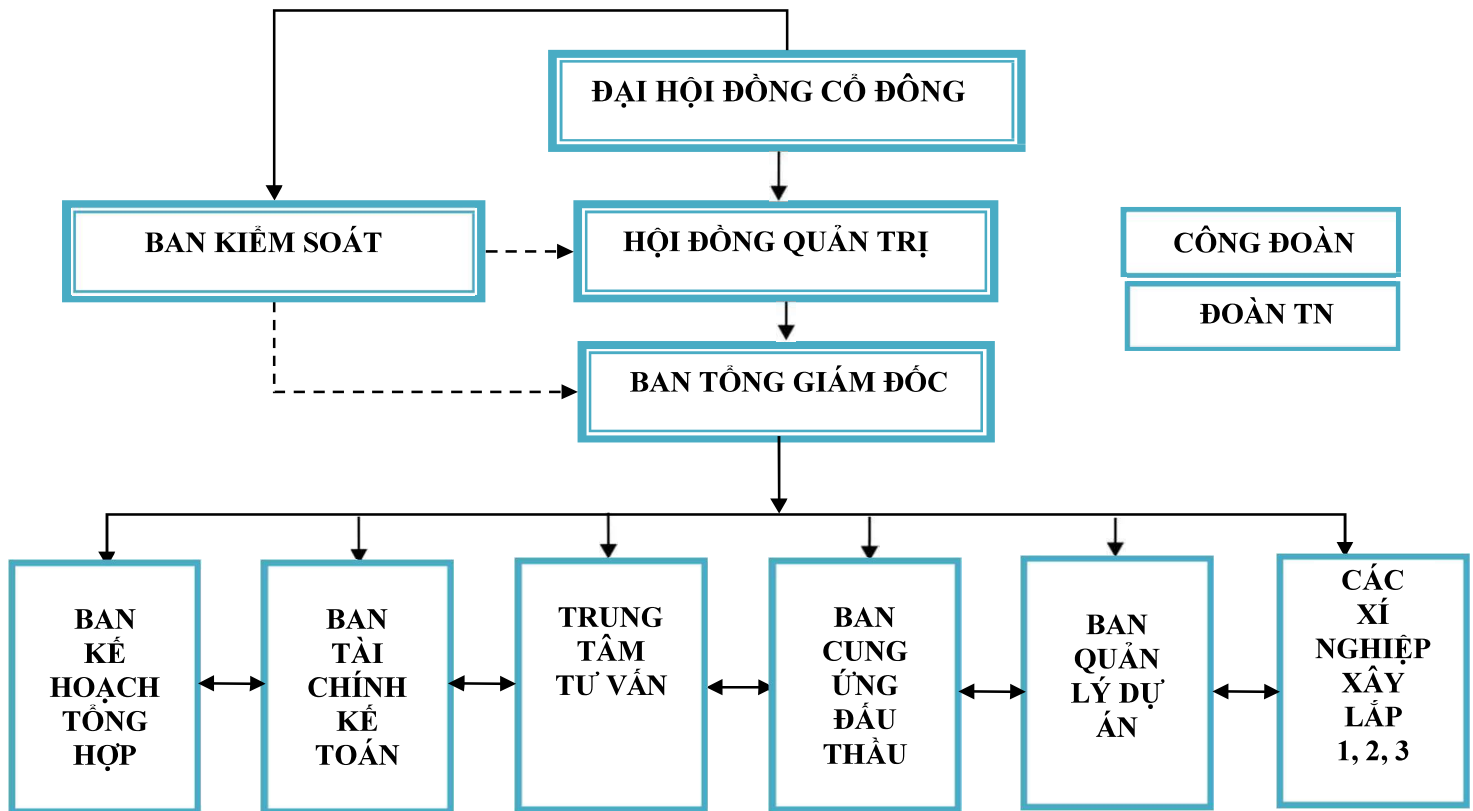 ĐẠI HỘI ĐỒNG CỔ ĐÔNG
BAN KIỂM SOÁT
HỘI ĐỒNG QUẢN TRỊ
CÔNG ĐOÀN
ĐOÀN TN
BAN TỔNG GIÁM ĐỐC
BAN
KẾ
HOẠCH
TỔNG
HỢP
BAN
TÀI
CHÍNH
KẾ
TOÁN
TRUNG
TÂM
TƯ VẤN
BAN
CUNG
ỨNG
ĐẤU
THẦU
BAN
QUẢN
LÝ DỰ
ÁN
CÁC
XÍ
NGHIỆP
XÂY
LẮP
1, 2, 3